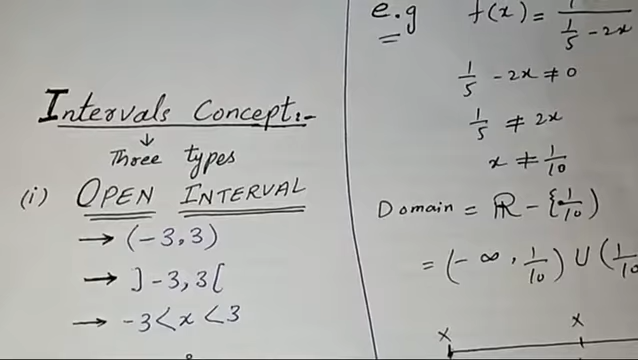 Intervals Concept:-
↓
Three types
(i) OPEN INTERVAL
→ (-3,3)
→ ]-3,3[
→ -3<x<3
e.g f(x) = 1/(1/5 - 2x)
1/5 - 2x ≠ 0
1/5 ≠ 2x
x ≠ 1/10
Domain = R - {1/10)
= (-∞, 1/10) U (1/10
x x